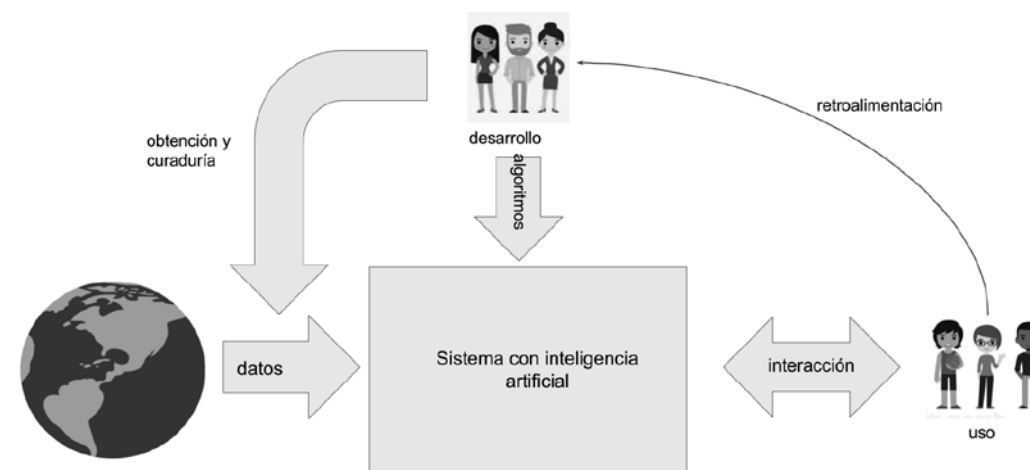 desarrollo
algoritmos
retroalimentación
obtención y
curaduría
datos
Sistema con inteligencia
artificial
interacción
uso